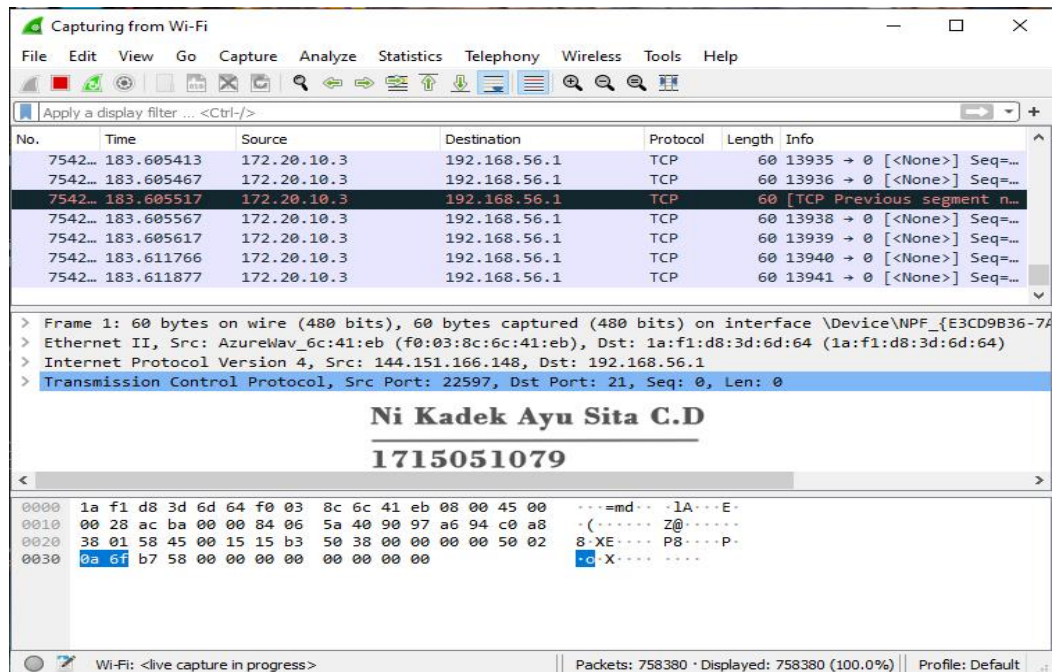 Capturing from Wi-Fi
File Edit View Go Capture Analyze Statistics Telephony Wireless Tools Help
Apply a display filter ... <Ctrl-/>
No. Time Source Destination Protocol Length Info
7542… 183.605413 172.20.10.3 192.168.56.1 TCP 60 13935 → 0 [<None>] Seq=…
7542… 183.605467 172.20.10.3 192.168.56.1 TCP 60 13936 → 0 [<None>] Seq=…
7542… 183.605517 172.20.10.3 192.168.56.1 TCP 60 [TCP Previous segment n…
7542… 183.605567 172.20.10.3 192.168.56.1 TCP 60 13938 → 0 [<None>] Seq=…
7542… 183.605617 172.20.10.3 192.168.56.1 TCP 60 13939 → 0 [<None>] Seq=…
7542… 183.611766 172.20.10.3 192.168.56.1 TCP 60 13940 → 0 [<None>] Seq=…
7542… 183.611877 172.20.10.3 192.168.56.1 TCP 60 13941 → 0 [<None>] Seq=…
> Frame 1: 60 bytes on wire (480 bits), 60 bytes captured (480 bits) on interface \Device\NPF_{E3CD9B36-7A
> Ethernet II, Src: AzureWav_6c:41:eb (f0:03:8c:6c:41:eb), Dst: 1a:f1:d8:3d:6d:64 (1a:f1:d8:3d:6d:64)
> Internet Protocol Version 4, Src: 144.151.166.148, Dst: 192.168.56.1
> Transmission Control Protocol, Src Port: 22597, Dst Port: 21, Seq: 0, Len: 0
Ni Kadek Ayu Sita C.D
1715051079
0000 1a f1 d8 3d 6d 64 f0 03 8c 6c 41 eb 08 00 45 00 ···=md·· ·lA···E·
0010 00 28 ac ba 00 00 84 06 5a 40 90 97 a6 94 c0 a8 ·(······ Z@······
0020 38 01 58 45 00 15 15 b3 50 38 00 00 00 00 50 02 8·XE···· P8····P·
0030 0a 6f b7 58 00 00 00 00 00 00 00 00 ·o·X···· ····
Wi-Fi: <live capture in progress> Packets: 758380 · Displayed: 758380 (100.0%) Profile: Default